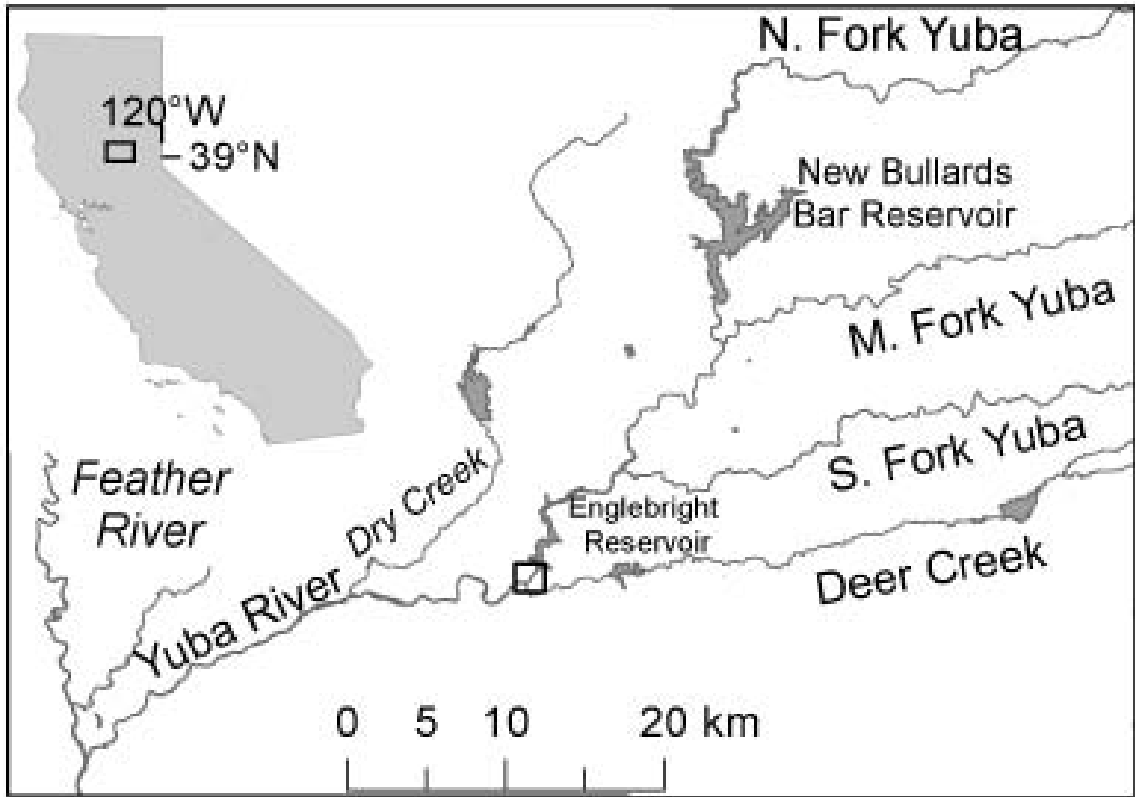 N. Fork Yuba
120°W
39°N
New Bullards
Bar Reservoir
M. Fork Yuba
S. Fork Yuba
Feather
River
Dry Creek
Englebright
Reservoir
Deer Creek
Yuba River
0 5 10 20 km